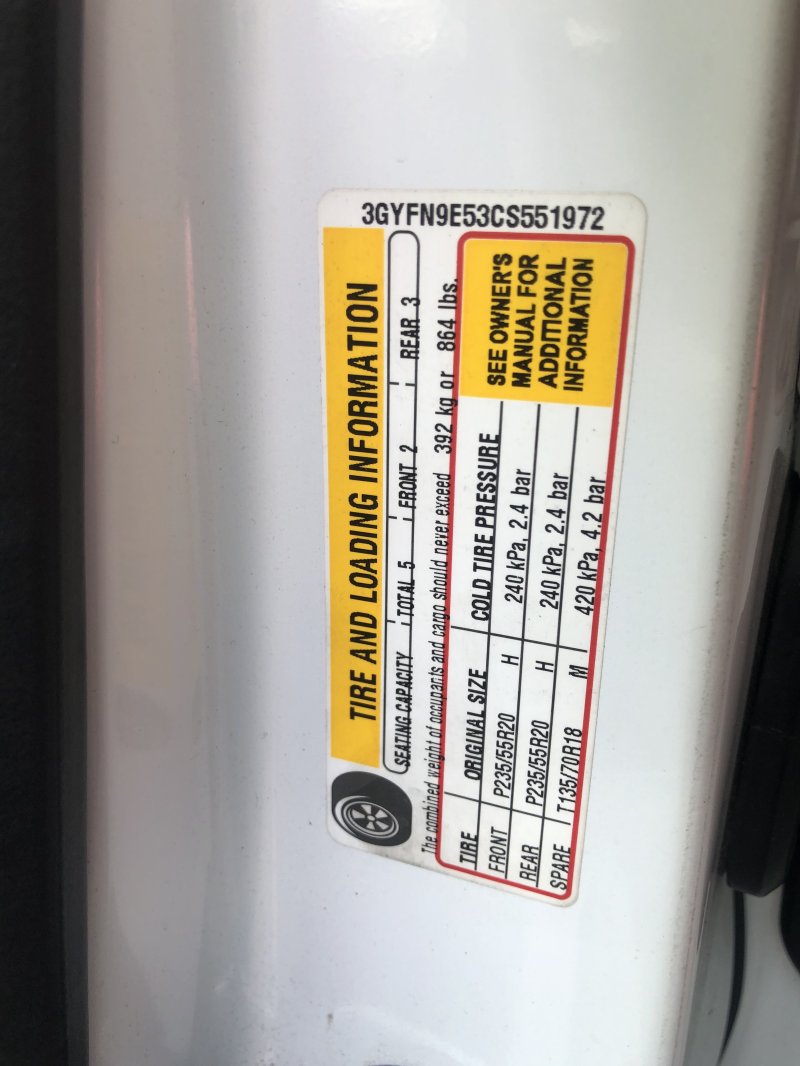 3GYFN9E53CS551972
TIRE AND LOADING INFORMATION
SEATING CAPACITY TOTAL 5 FRONT 2 REAR 3
The combined weight of occupants and cargo should never exceed 392 kg or 864 lbs.
TIRE ORIGINAL SIZE COLD TIRE PRESSURE
FRONT P235/55R20 H 240 kPa, 2.4 bar
REAR P235/55R20 H 240 kPa, 2.4 bar
SPARE T135/70R18 M 420 kPa, 4.2 bar
SEE OWNER'S
MANUAL FOR
ADDITIONAL
INFORMATION